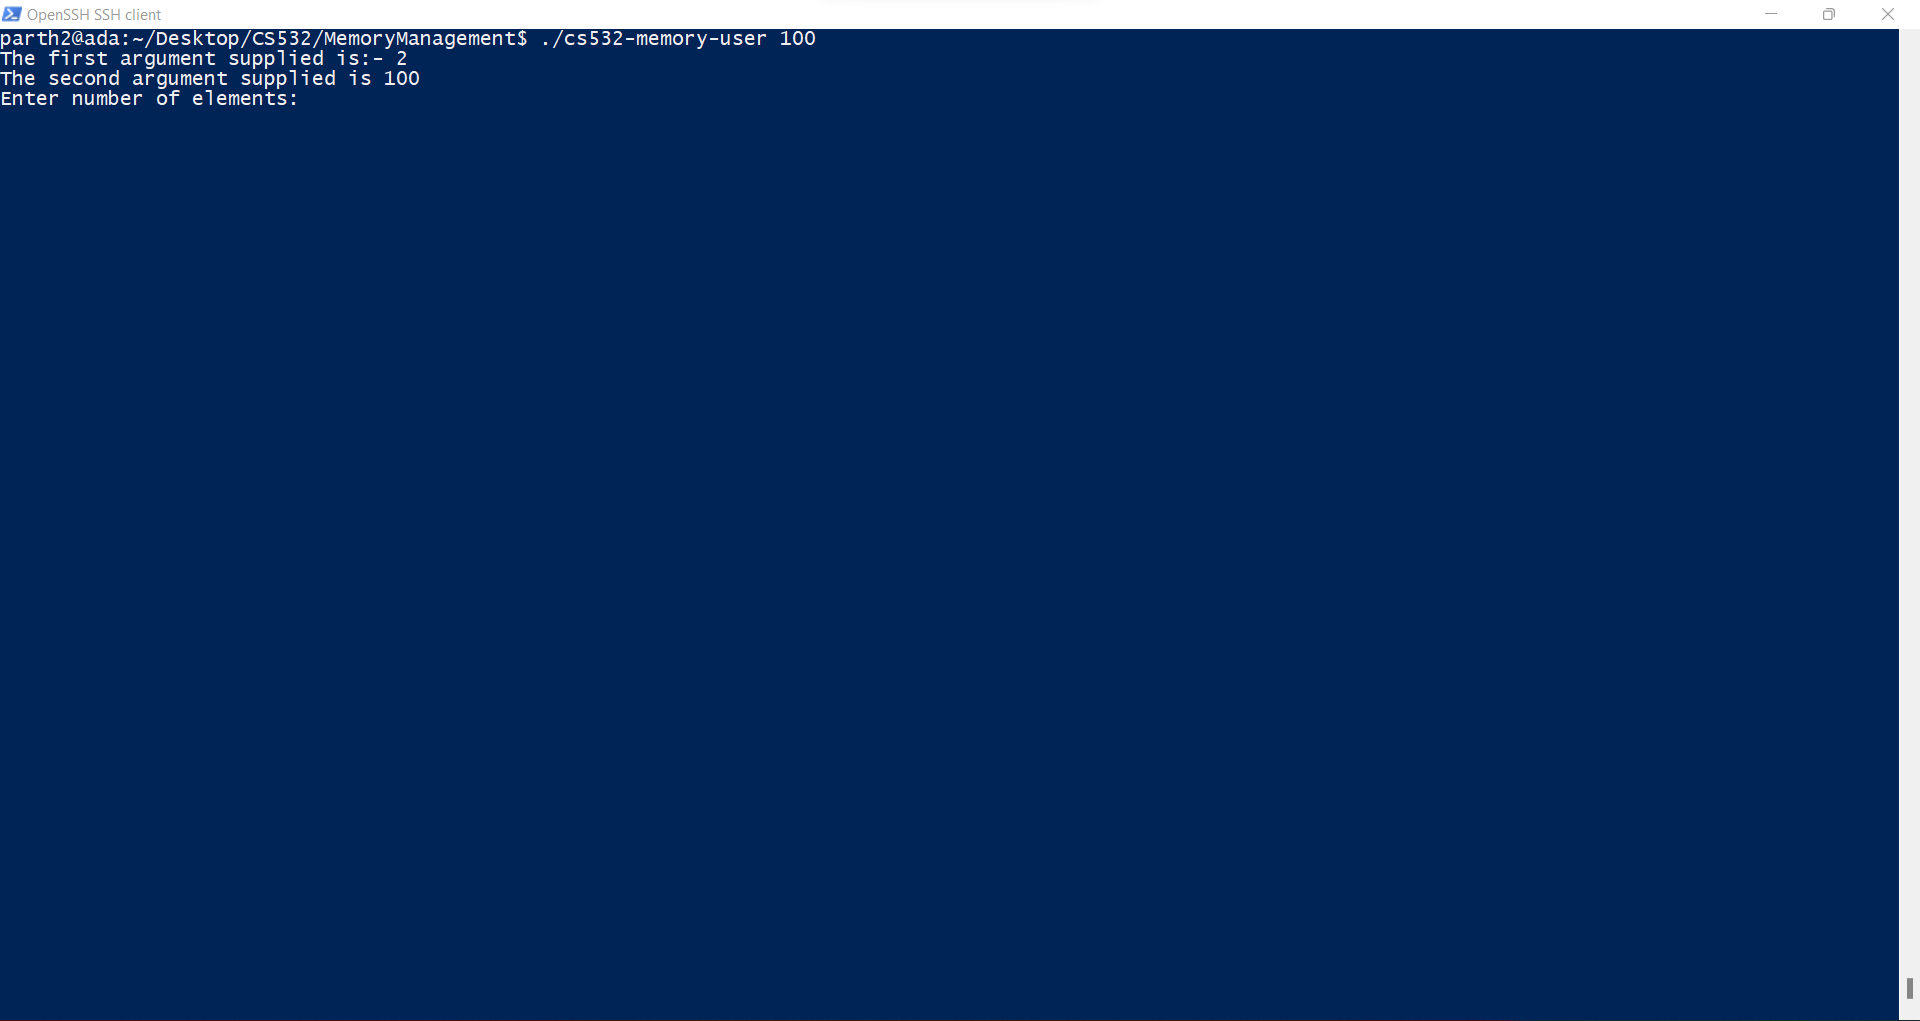 OpenSSH SSH client
parth2@ada:~/Desktop/CS532/MemoryManagement$ ./cs532-memory-user 100
The first argument supplied is:- 2
The second argument supplied is 100
Enter number of elements: